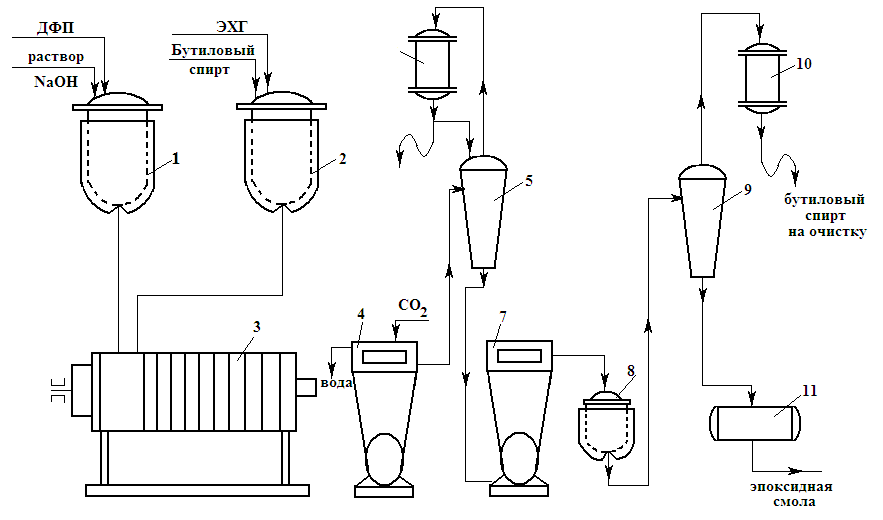 ДФП
раствор
NaOH
ЭХГ
Бутиловый
спирт
1
2
3
4
CO2
вода
5
7
8
9
10
бутиловый
спирт
на очистку
11
эпоксидная
смола